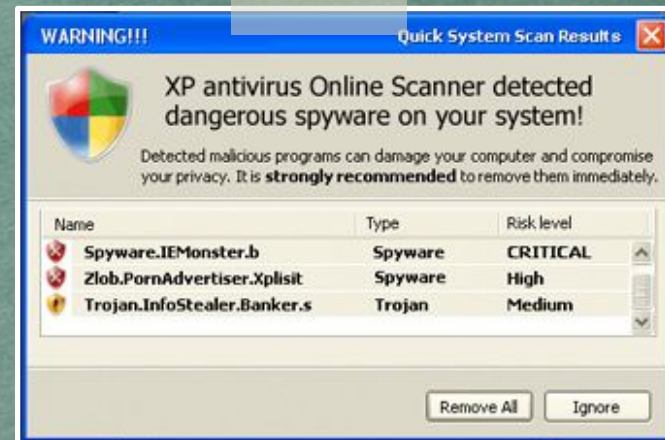 WARNING!!! Quick System Scan Results
XP antivirus Online Scanner detected
dangerous spyware on your system!
Detected malicious programs can damage your computer and compromise
your privacy. It is strongly recommended to remove them immediately.
Name Type Risk level
Spyware.IEMonster.b Spyware CRITICAL
Zlob.PornAdvertiser.Xplisit Spyware High
Trojan.InfoStealer.Banker.s Trojan Medium
Remove All Ignore